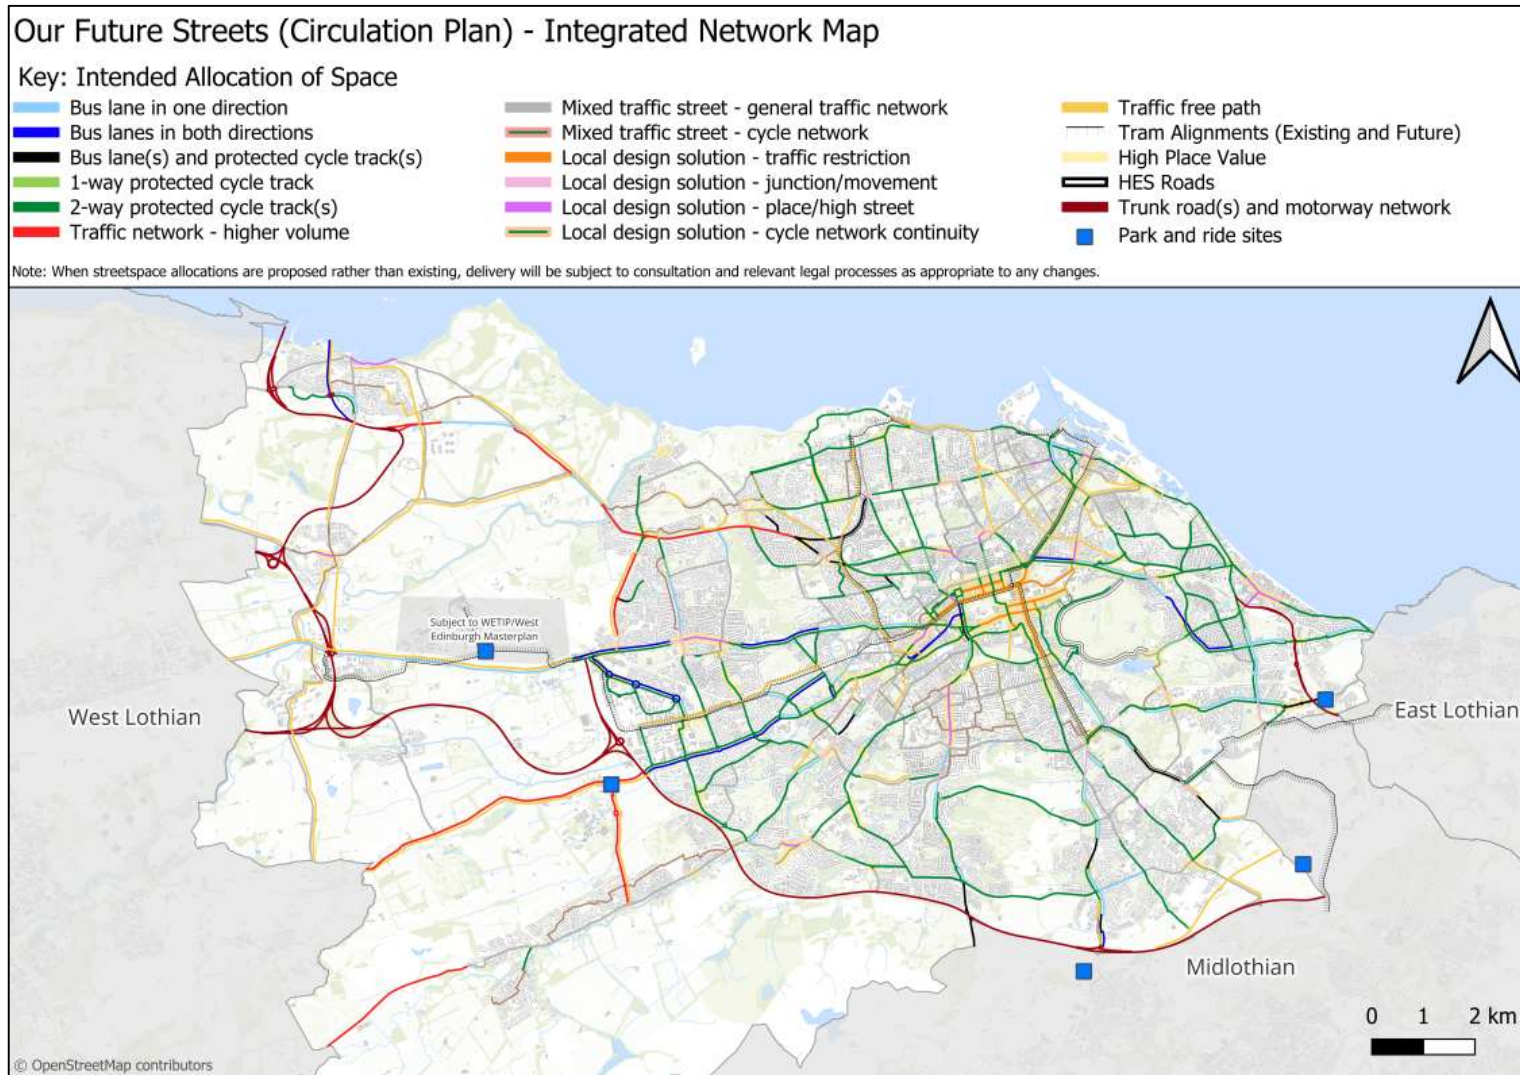 Our Future Streets (Circulation Plan) - Integrated Network Map
Key: Intended Allocation of Space
Bus lane in one direction
Bus lanes in both directions
Bus lane(s) and protected cycle track(s)
1-way protected cycle track
2-way protected cycle track(s)
Traffic network - higher volume
Mixed traffic street - general traffic network
Mixed traffic street - cycle network
Local design solution - traffic restriction
Local design solution - junction/movement
Local design solution - place/high street
Local design solution - cycle network continuity
Traffic free path
Tram Alignments (Existing and Future)
High Place Value
HES Roads
Trunk road(s) and motorway network
Park and ride sites
Note: When streetspace allocations are proposed rather than existing, delivery will be subject to consultation and relevant legal processes as appropriate to any changes.
Subject to WETIP/West
Edinburgh Masterplan
West Lothian
East Lothian
Midlothian
0 1 2 km
© OpenStreetMap contributors